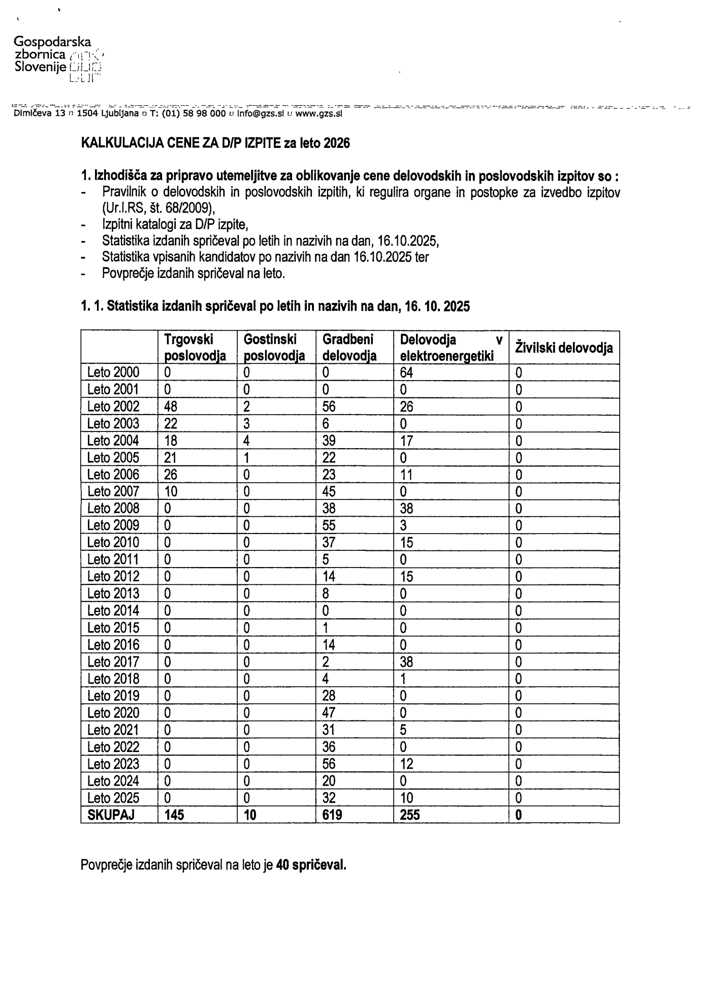 Gospodarska
zbornica
Slovenije
Dimičeva 13 ▫ 1504 Ljubljana ▫ T: (01) 58 98 000 ▫ info@gzs.si ▫ www.gzs.si
KALKULACIJA CENE ZA D/P IZPITE za leto 2026
1. Izhodišča za pripravo utemeljitve za oblikovanje cene delovodskih in poslovodskih izpitov so :
- Pravilnik o delovodskih in poslovodskih izpitih, ki regulira organe in postopke za izvedbo izpitov
(Ur.l.RS, št. 68/2009),
- Izpitni katalogi za D/P izpite,
- Statistika izdanih spričeval po letih in nazivih na dan, 16.10.2025,
- Statistika vpisanih kandidatov po nazivih na dan 16.10.2025 ter
- Povprečje izdanih spričeval na leto.
1. 1. Statistika izdanih spričeval po letih in nazivih na dan, 16. 10. 2025
Trgovski poslovodja Gostinski poslovodja Gradbeni delovodja Delovodja v elektroenergetiki Živilski delovodja
Leto 2000 0 0 0 64 0
Leto 2001 0 0 0 0 0
Leto 2002 48 2 56 26 0
Leto 2003 22 3 6 0 0
Leto 2004 18 4 39 17 0
Leto 2005 21 1 22 0 0
Leto 2006 26 0 23 11 0
Leto 2007 10 0 45 0 0
Leto 2008 0 0 38 38 0
Leto 2009 0 0 55 3 0
Leto 2010 0 0 37 15 0
Leto 2011 0 0 5 0 0
Leto 2012 0 0 14 15 0
Leto 2013 0 0 8 0 0
Leto 2014 0 0 0 0 0
Leto 2015 0 0 1 0 0
Leto 2016 0 0 14 0 0
Leto 2017 0 0 2 38 0
Leto 2018 0 0 4 1 0
Leto 2019 0 0 28 0 0
Leto 2020 0 0 47 0 0
Leto 2021 0 0 31 5 0
Leto 2022 0 0 36 0 0
Leto 2023 0 0 56 12 0
Leto 2024 0 0 20 0 0
Leto 2025 0 0 32 10 0
SKUPAJ 145 10 619 255 0
Povprečje izdanih spričeval na leto je 40 spričeval.